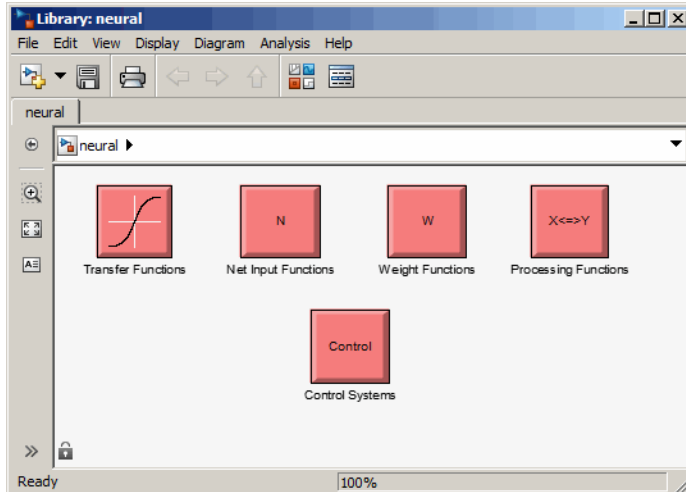 Library: neural
File Edit View Display Diagram Analysis Help
neural
neural
N
W
X<=>Y
Transfer Functions
Net Input Functions
Weight Functions
Processing Functions
Control
Control Systems
Ready
100%